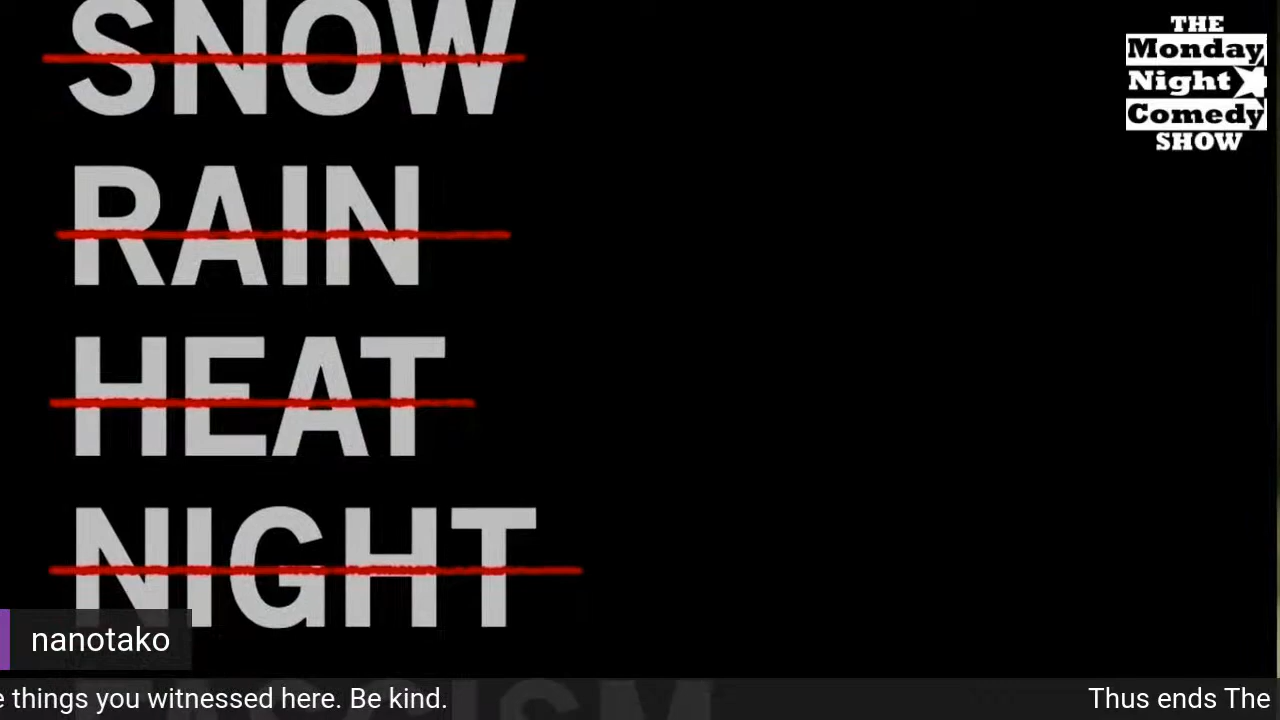 SNOW
RAIN
HEAT
NIGHT
FASCISM
THE
Monday
Night
Comedy
SHOW
nanotako
e things you witnessed here. Be kind.
Thus ends The